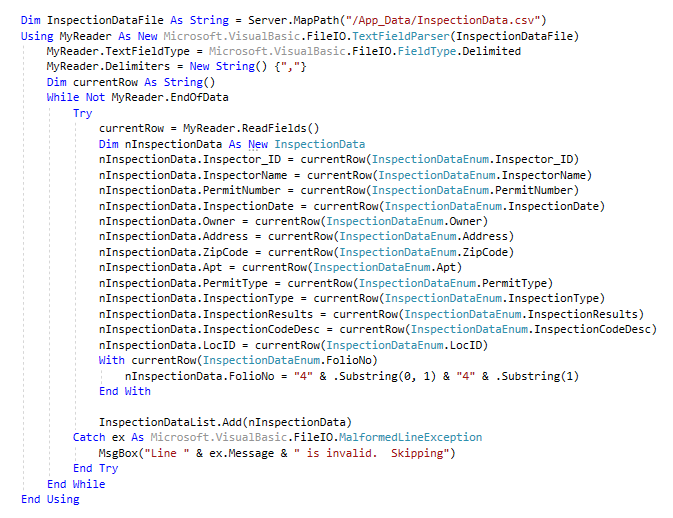 Dim InspectionDataFile As String = Server.MapPath("/App_Data/InspectionData.csv")
Using MyReader As New Microsoft.VisualBasic.FileIO.TextFieldParser(InspectionDataFile)
    MyReader.TextFieldType = Microsoft.VisualBasic.FileIO.FieldType.Delimited
    MyReader.Delimiters = New String() {","}
    Dim currentRow As String()
    While Not MyReader.EndOfData
        Try
            currentRow = MyReader.ReadFields()
            Dim nInspectionData As New InspectionData
            nInspectionData.Inspector_ID = currentRow(InspectionDataEnum.Inspector_ID)
            nInspectionData.InspectorName = currentRow(InspectionDataEnum.InspectorName)
            nInspectionData.PermitNumber = currentRow(InspectionDataEnum.PermitNumber)
            nInspectionData.InspectionDate = currentRow(InspectionDataEnum.InspectionDate)
            nInspectionData.Owner = currentRow(InspectionDataEnum.Owner)
            nInspectionData.Address = currentRow(InspectionDataEnum.Address)
            nInspectionData.ZipCode = currentRow(InspectionDataEnum.ZipCode)
            nInspectionData.Apt = currentRow(InspectionDataEnum.Apt)
            nInspectionData.PermitType = currentRow(InspectionDataEnum.PermitType)
            nInspectionData.InspectionType = currentRow(InspectionDataEnum.InspectionType)
            nInspectionData.InspectionResults = currentRow(InspectionDataEnum.InspectionResults)
            nInspectionData.InspectionCodeDesc = currentRow(InspectionDataEnum.InspectionCodeDesc)
            nInspectionData.LocID = currentRow(InspectionDataEnum.LocID)
            With currentRow(InspectionDataEnum.FolioNo)
                nInspectionData.FolioNo = "4" & .Substring(0, 1) & "4" & .Substring(1)
            End With

            InspectionDataList.Add(nInspectionData)
        Catch ex As Microsoft.VisualBasic.FileIO.MalformedLineException
            MsgBox("Line " & ex.Message & " is invalid.  Skipping")
        End Try
    End While
End Using